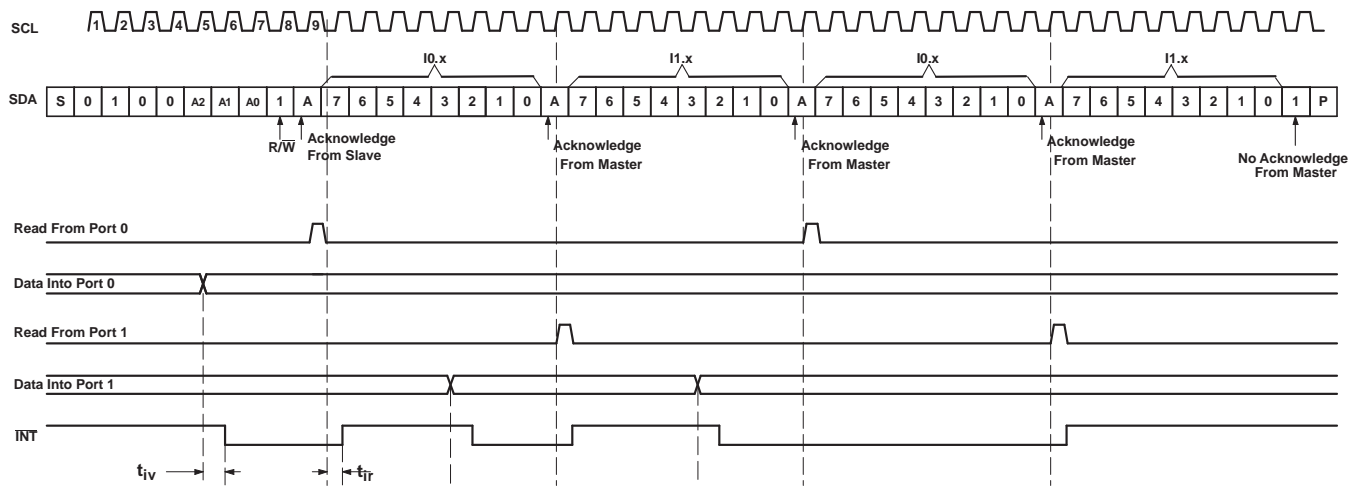 SCL 1 2 3 4 5 6 7 8 9
I0.x I1.x I0.x I1.x
SDA S 0 1 0 0 A2 A1 A0 1 A 7 6 5 4 3 2 1 0 A 7 6 5 4 3 2 1 0 A 7 6 5 4 3 2 1 0 A 7 6 5 4 3 2 1 0 1 P
R/W
Acknowledge
From Slave
Acknowledge
From Master
Acknowledge
From Master
Acknowledge
From Master
No Acknowledge
From Master
Read From Port 0
Data Into Port 0
Read From Port 1
Data Into Port 1
INT
tiv tir